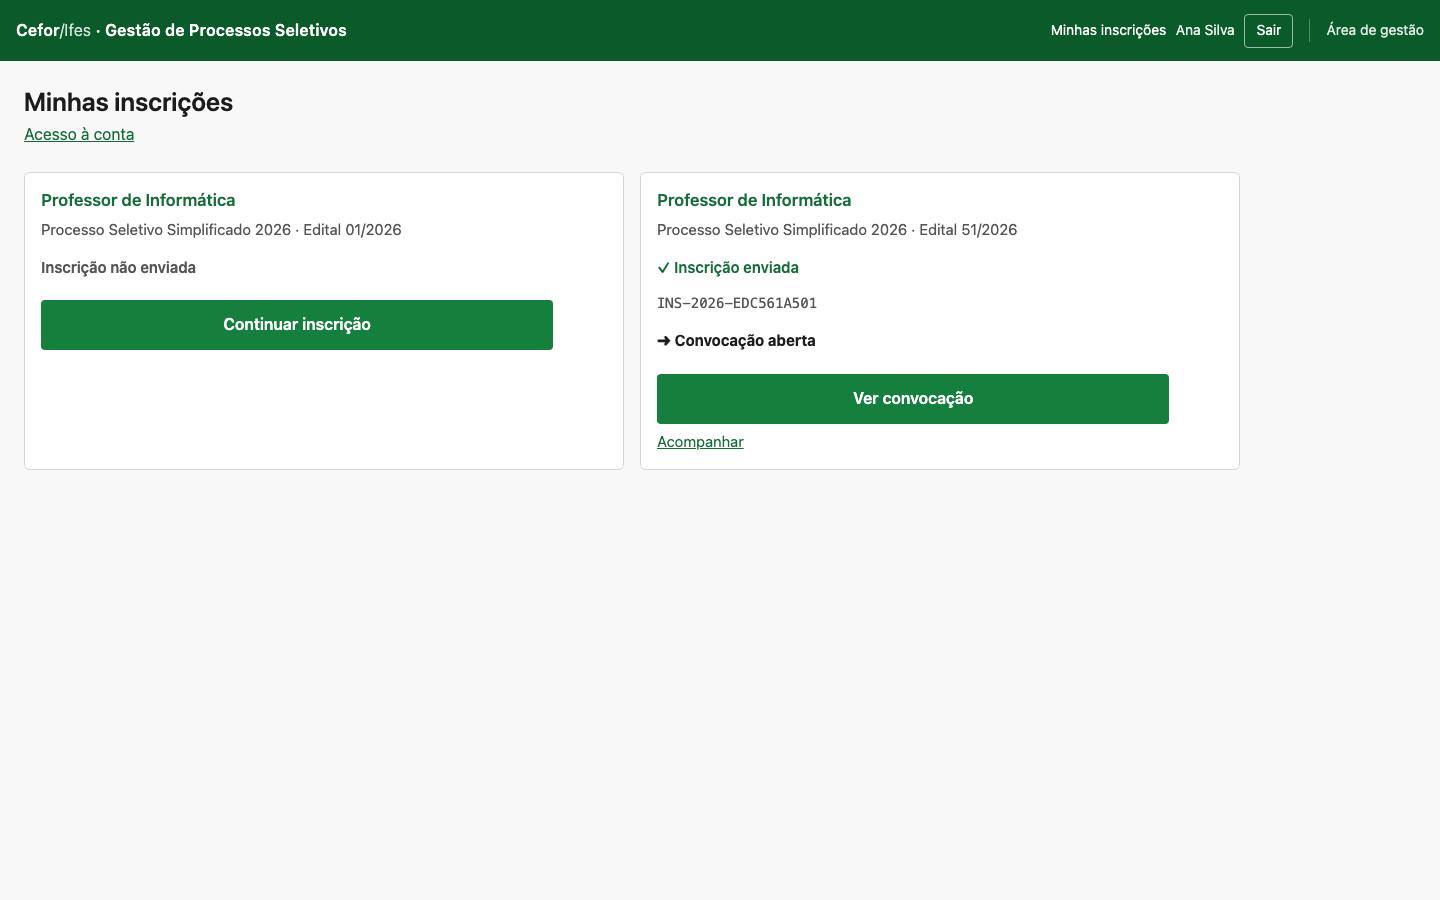 Cefor/Ifes · Gestão de Processos Seletivos
Minhas inscrições Ana Silva Sair Área de gestão
Minhas inscrições
Acesso à conta
Professor de Informática
Processo Seletivo Simplificado 2026 · Edital 01/2026
Inscrição não enviada
Continuar inscrição
Professor de Informática
Processo Seletivo Simplificado 2026 · Edital 51/2026
✓ Inscrição enviada
INS-2026-EDC561A501
➜ Convocação aberta
Ver convocação
Acompanhar